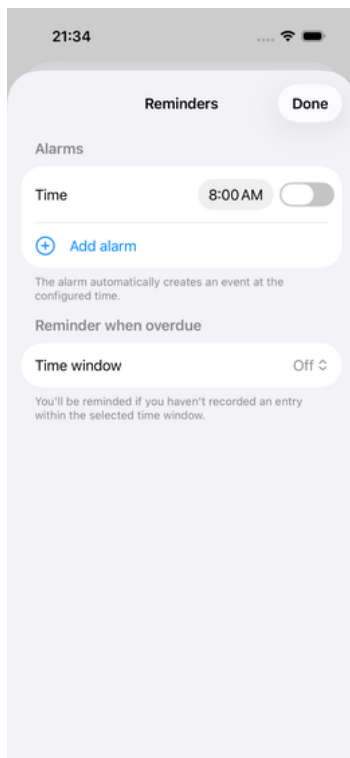 21:34
Reminders
Done
Alarms
Time
8:00 AM
Add alarm
The alarm automatically creates an event at the
configured time.
Reminder when overdue
Time window
Off
You'll be reminded if you haven't recorded an entry
within the selected time window.